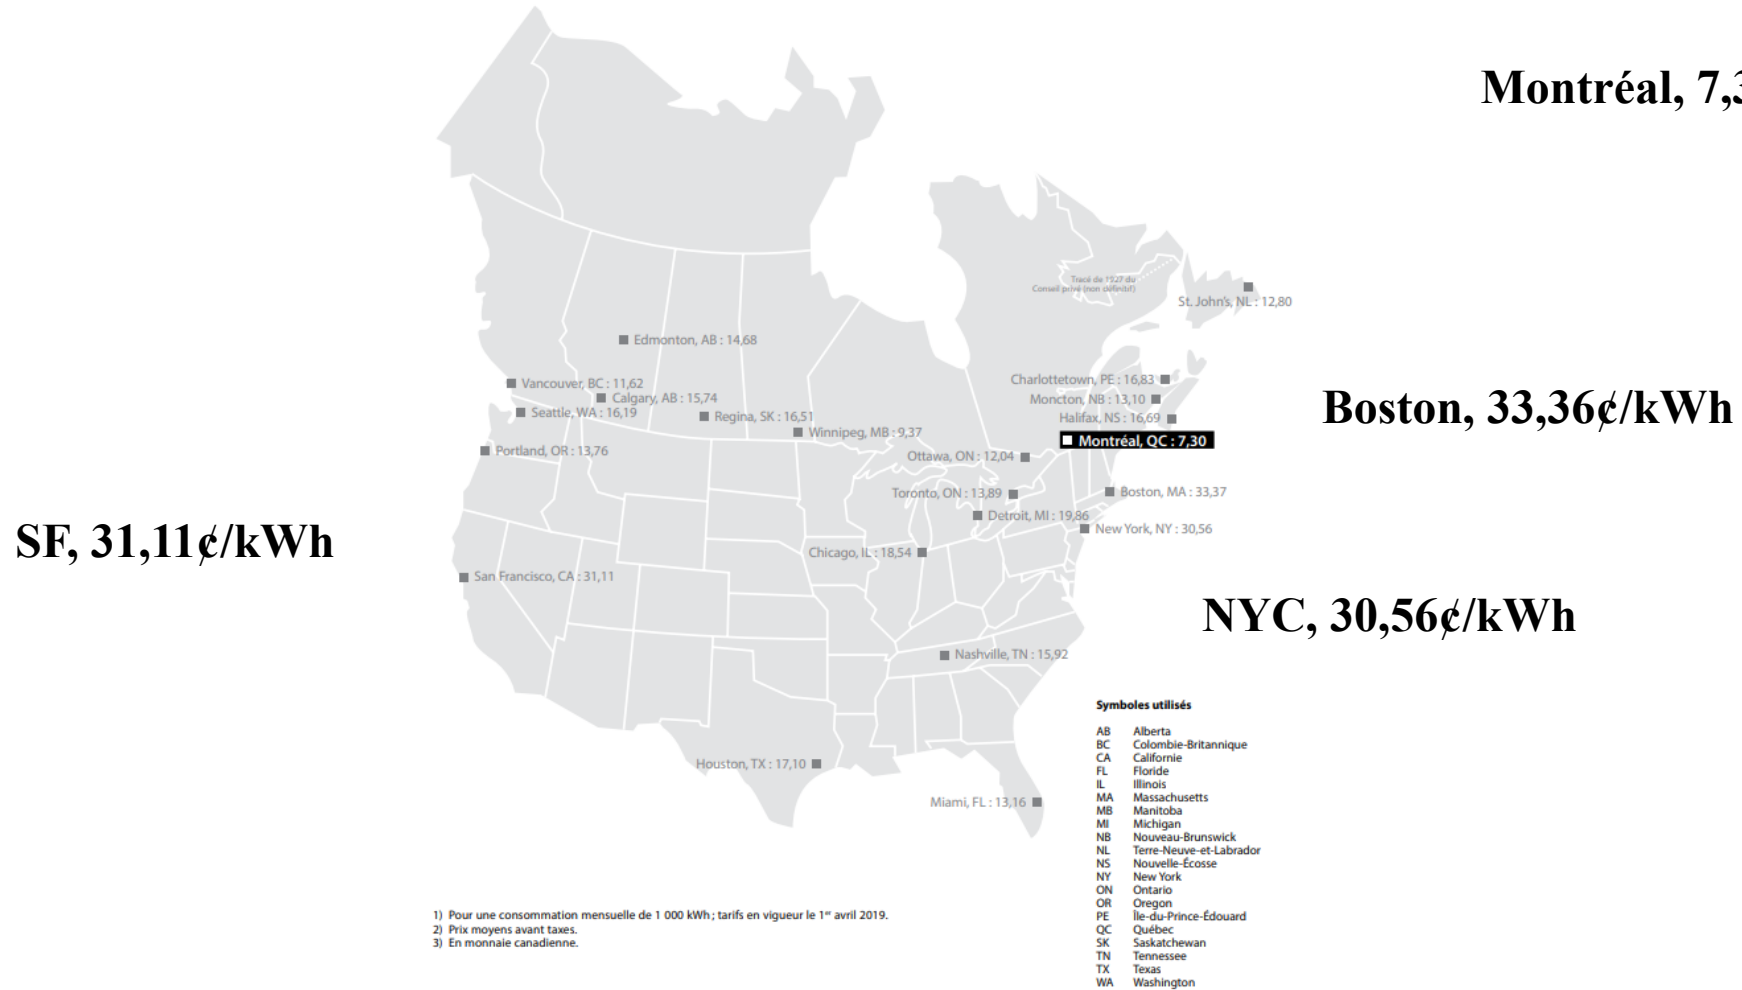 Montréal, 7,3
Tracé de 1927 du
Conseil privé (non définitif)
St. John's, NL : 12,80
Edmonton, AB : 14,68
Vancouver, BC : 11,62
Calgary, AB : 15,74
Seattle, WA : 16,19
Regina, SK : 16,51
Winnipeg, MB : 9,37
Portland, OR : 13,76
Charlottetown, PE : 16,83
Moncton, NB : 13,10
Halifax, NS : 16,69
Montréal, QC : 7,30
Ottawa, ON : 12,04
Boston, 33,36¢/kWh
Toronto, ON : 13,89
Boston, MA : 33,37
Detroit, MI : 19,86
New York, NY : 30,56
Chicago, IL : 18,54
SF, 31,11¢/kWh
San Francisco, CA : 31,11
NYC, 30,56¢/kWh
Nashville, TN : 15,92
Houston, TX : 17,10
Miami, FL : 13,16
Symboles utilisés
AB Alberta
BC Colombie-Britannique
CA Californie
FL Floride
IL Illinois
MA Massachusetts
MB Manitoba
MI Michigan
NB Nouveau-Brunswick
NL Terre-Neuve-et-Labrador
NS Nouvelle-Écosse
NY New York
ON Ontario
OR Oregon
PE Île-du-Prince-Édouard
QC Québec
SK Saskatchewan
TN Tennessee
TX Texas
WA Washington
1) Pour une consommation mensuelle de 1 000 kWh ; tarifs en vigueur le 1er avril 2019.
2) Prix moyens avant taxes.
3) En monnaie canadienne.